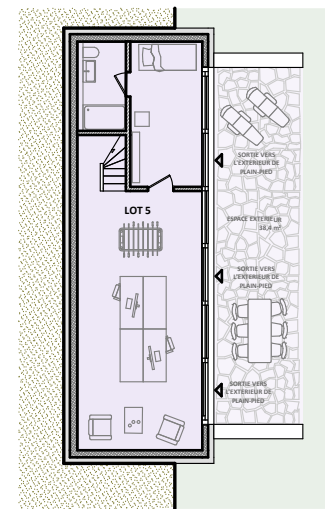 SORTIE VERS
L'EXTERIEUR DE
PLAIN-PIED
LOT 5
ESPACE EXTERIEUR
38,4 m²
SORTIE VERS
L'EXTERIEUR DE
PLAIN-PIED
SORTIE VERS
L'EXTERIEUR DE
PLAIN-PIED